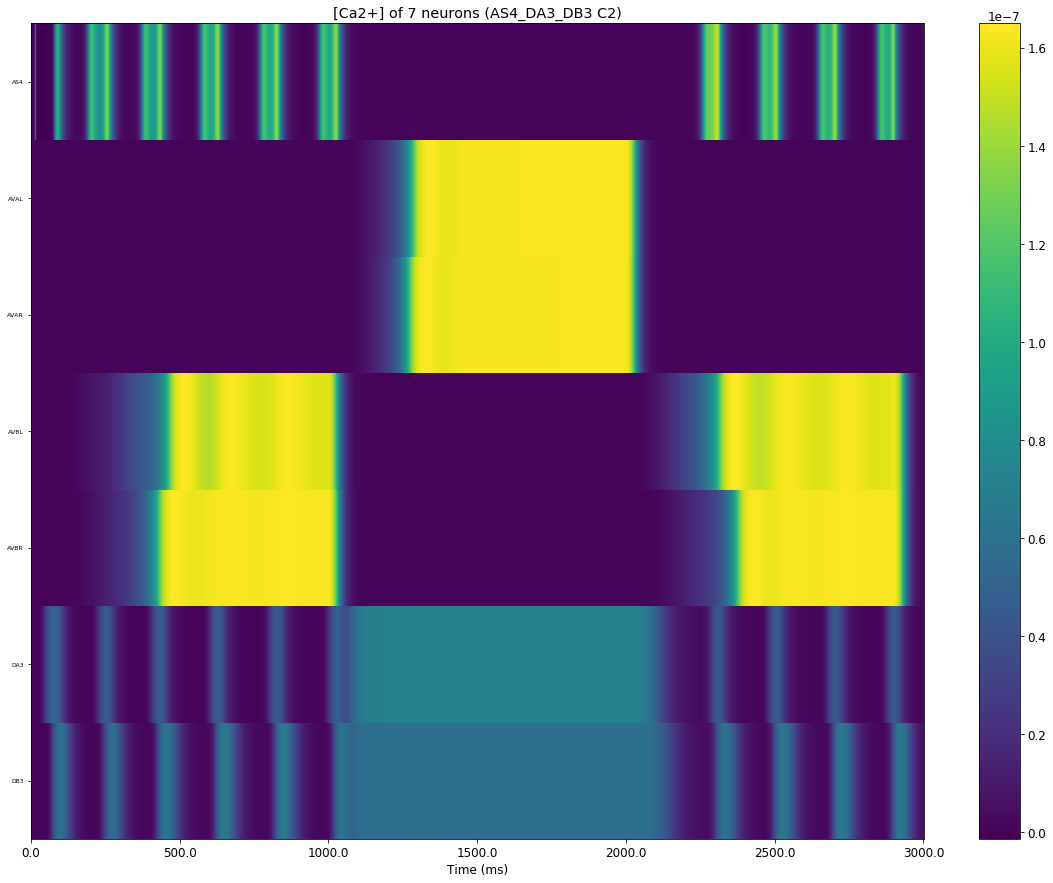 [Ca2+] of 7 neurons (AS4_DA3_DB3 C2)
1e−7
AS4
AVAL
AVAR
AVBL
AVBR
DA3
DB3
1.6
1.4
1.2
1.0
0.8
0.6
0.4
0.2
0.0
0.0 500.0 1000.0 1500.0 2000.0 2500.0 3000.0
Time (ms)